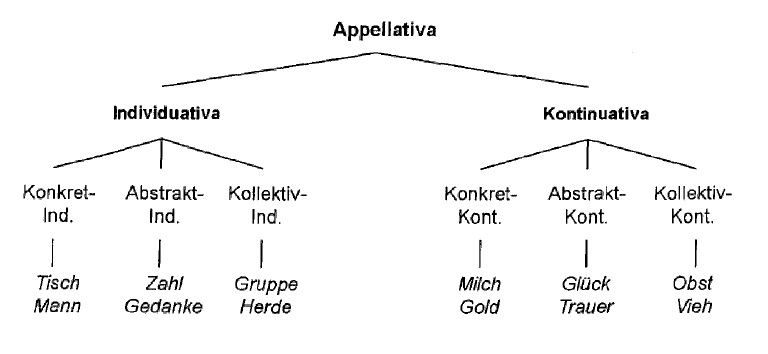 Appellativa
Individuativa Kontinuativa
Konkret- Abstrakt- Kollektiv- Konkret- Abstrakt- Kollektiv-
Ind. Ind. Ind. Kont. Kont. Kont.
Tisch Zahl Gruppe Milch Glück Obst
Mann Gedanke Herde Gold Trauer Vieh